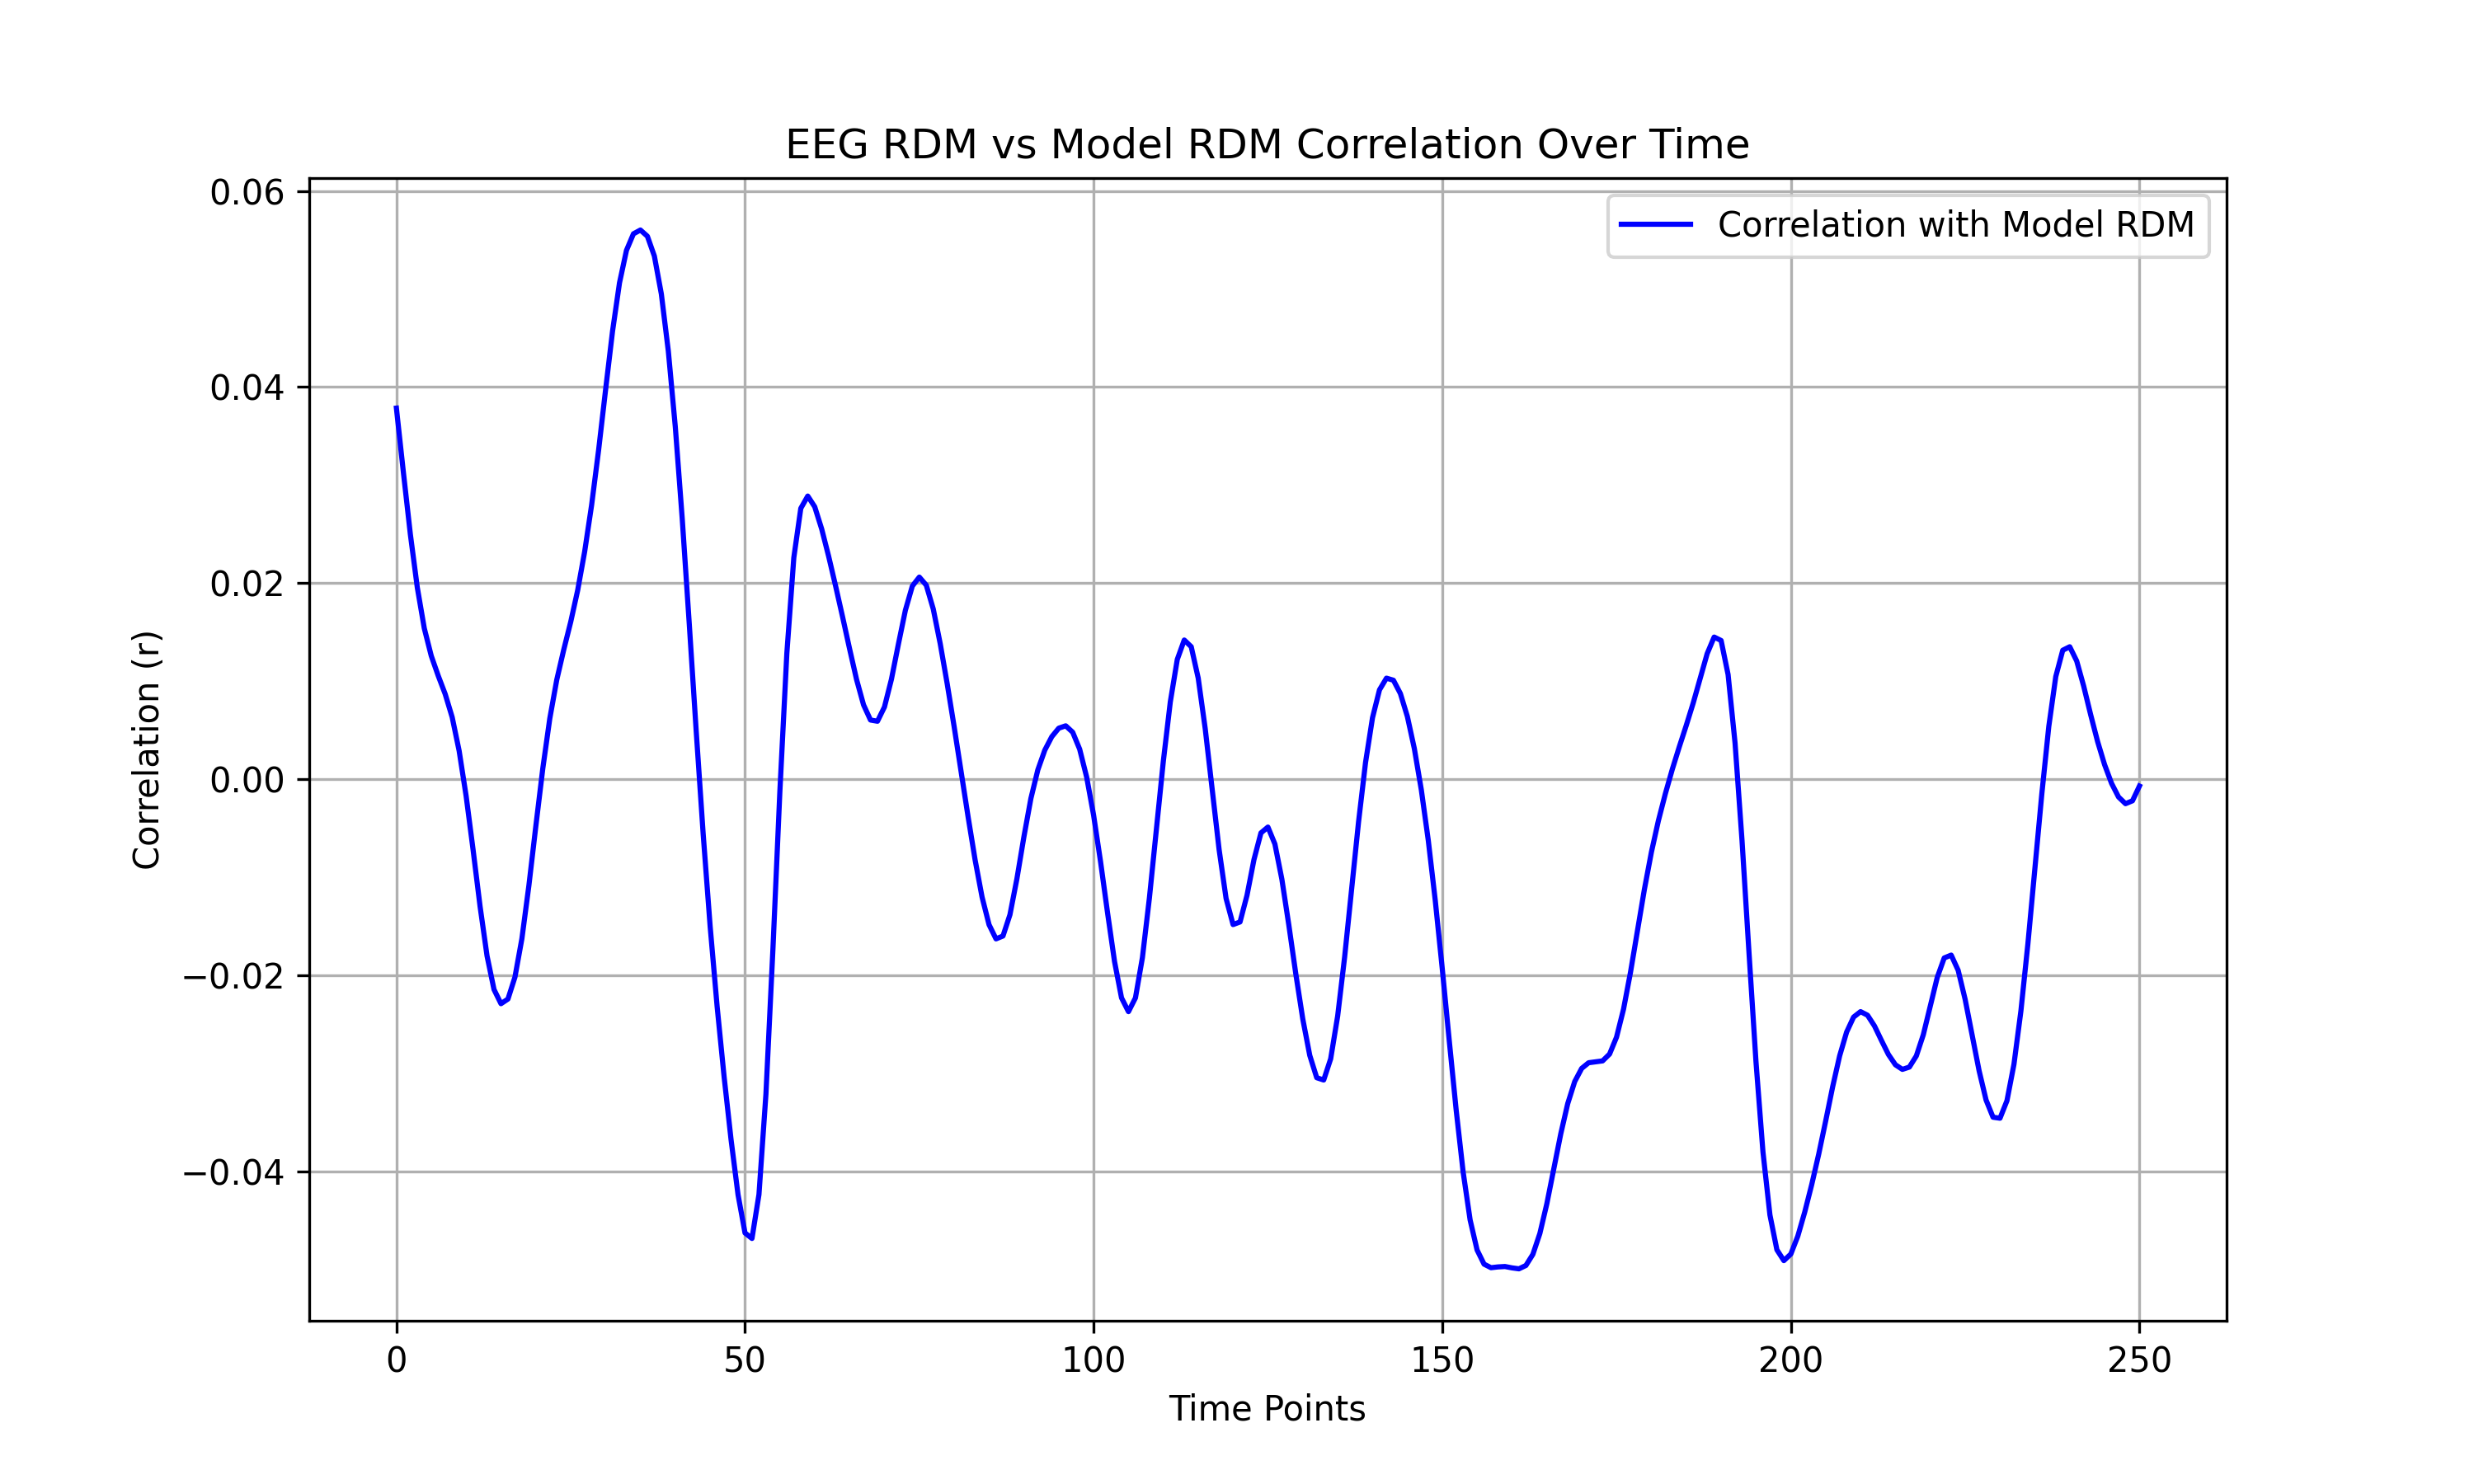 EEG RDM vs Model RDM Correlation Over Time
Correlation with Model RDM
Correlation (r)
0.06
0.04
0.02
0.00
−0.02
−0.04
0 50 100 150 200 250
Time Points